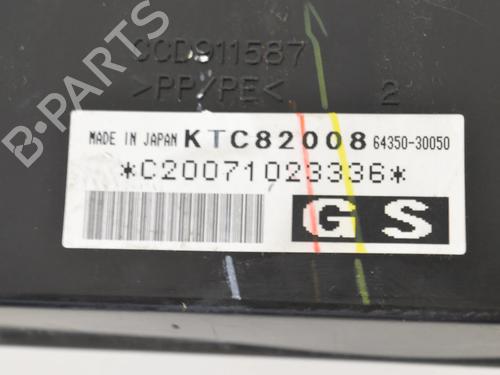 CCD911587
>PP/PE< 2
MADE IN JAPAN KTC82008 64350-30050
*C20071023336*
GS
B-PARTS